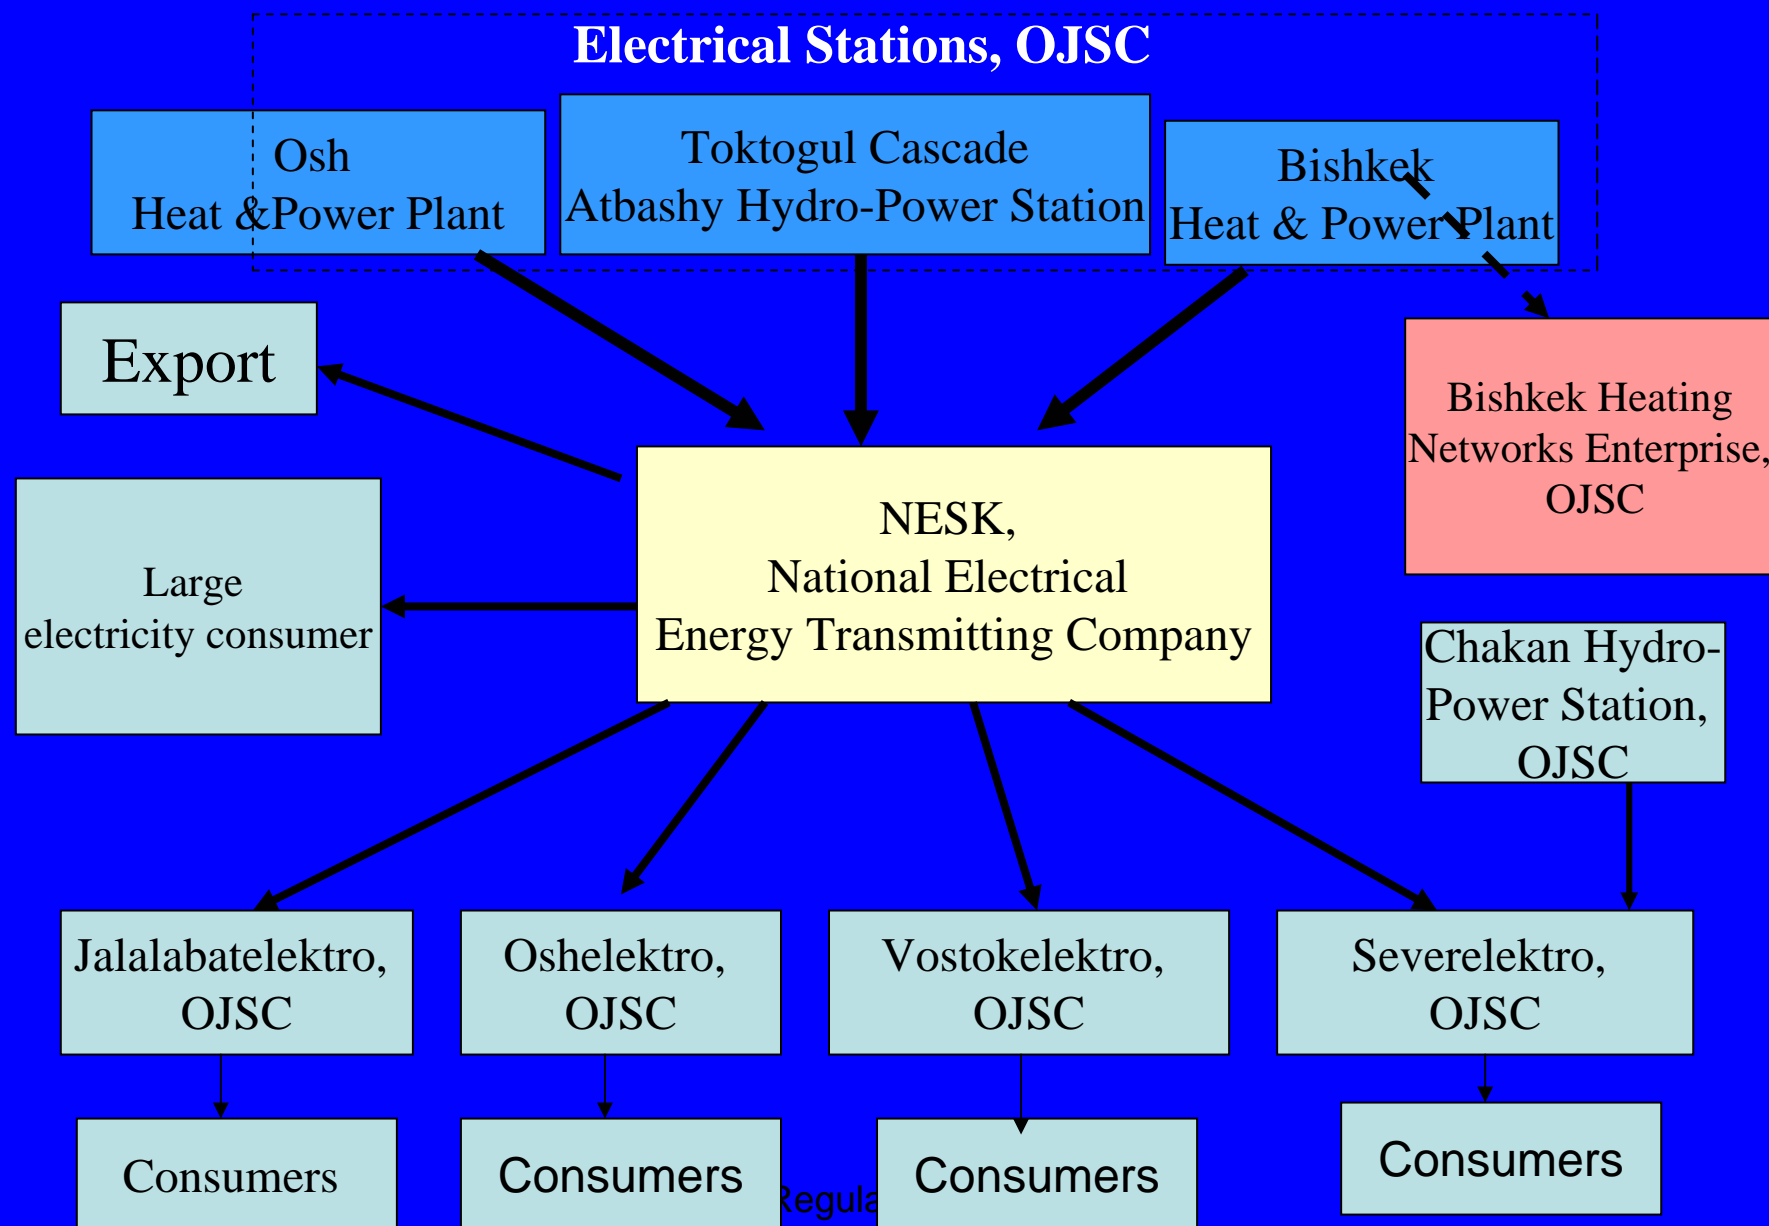 Electrical Stations, OJSC
Osh
Heat &Power Plant
Toktogul Cascade
Atbashy Hydro-Power Station
Bishkek
Heat & Power Plant
Export
Bishkek Heating
Networks Enterprise,
OJSC
NESK,
National Electrical
Energy Transmitting Company
Large
electricity consumer
Chakan Hydro-
Power Station,
OJSC
Jalalabatelektro,
OJSC
Oshelektro,
OJSC
Vostokelektro,
OJSC
Severelektro,
OJSC
Consumers
Consumers
Consumers
Consumers